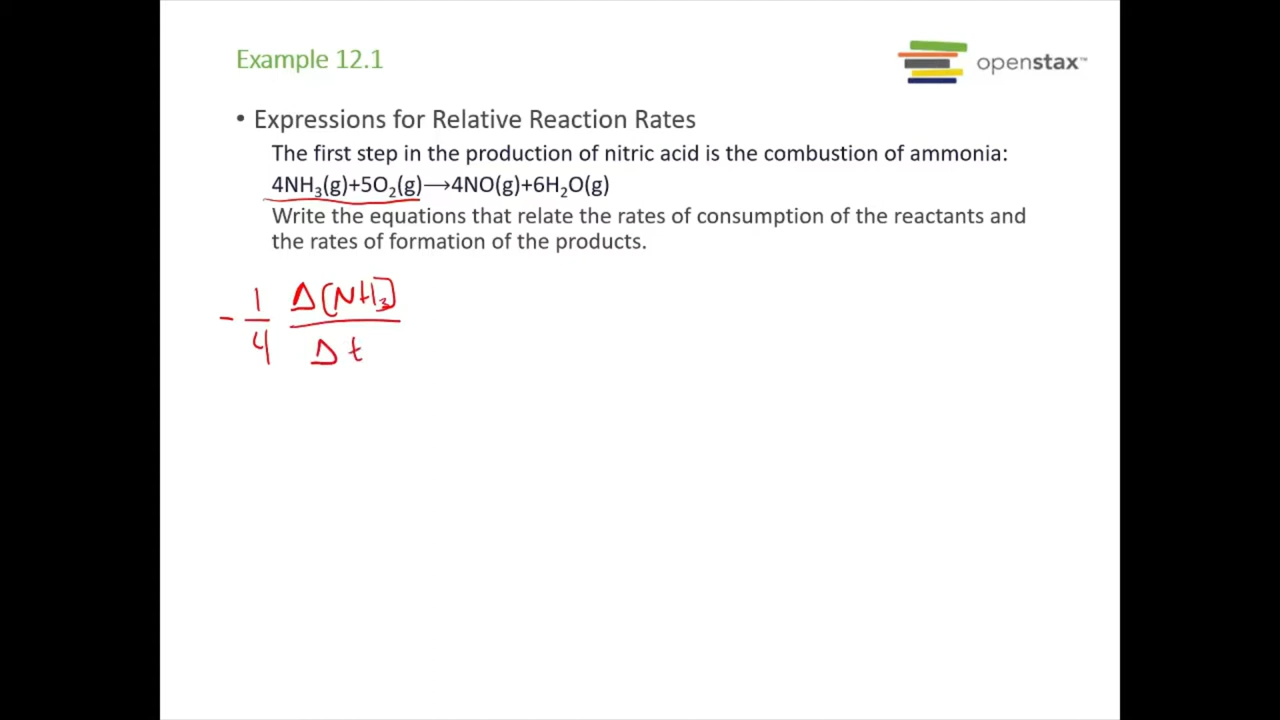 Example 12.1
openstax™
• Expressions for Relative Reaction Rates
The first step in the production of nitric acid is the combustion of ammonia:
4NH₃(g)+5O₂(g)⟶4NO(g)+6H₂O(g)
Write the equations that relate the rates of consumption of the reactants and
the rates of formation of the products.
- 1/4 Δ[NH₃]/Δt